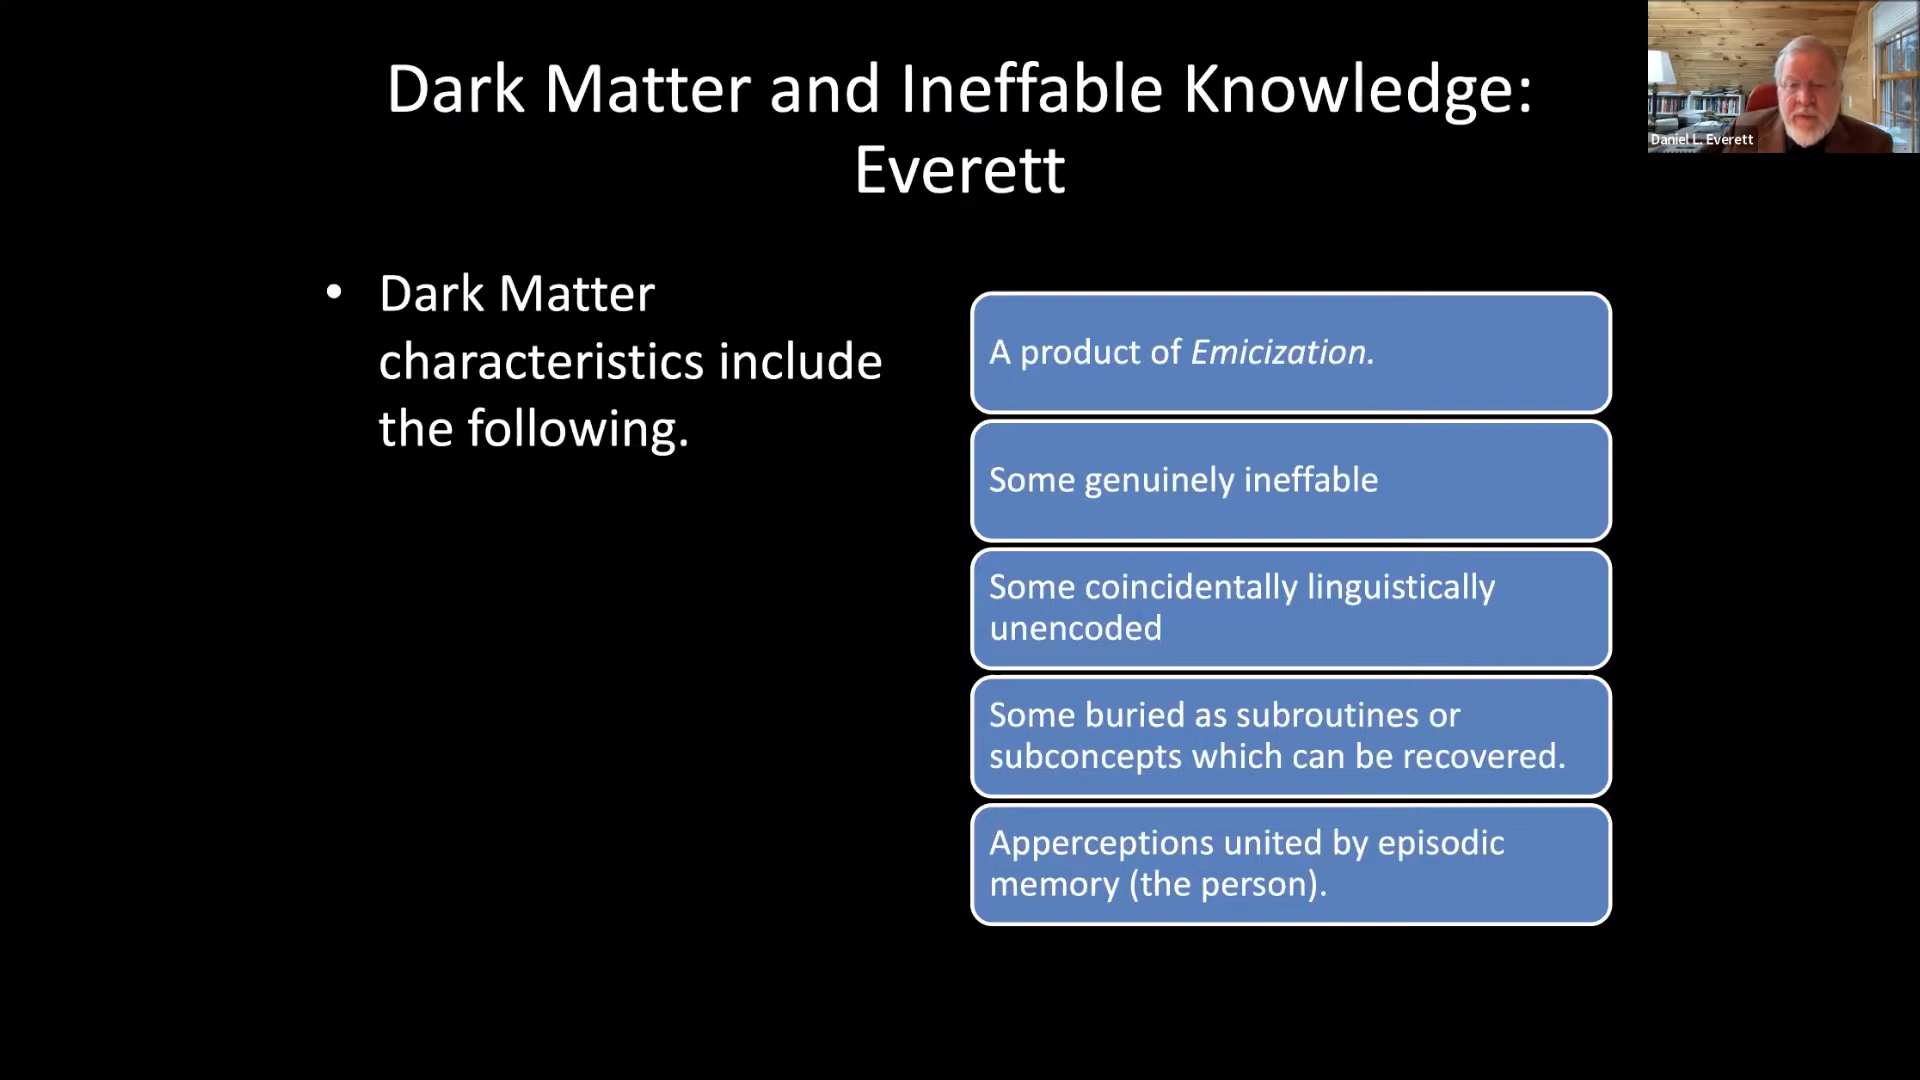 Dark Matter and Ineffable Knowledge:
Everett
Daniel L. Everett
• Dark Matter
characteristics include
the following.
A product of Emicization.
Some genuinely ineffable
Some coincidentally linguistically
unencoded
Some buried as subroutines or
subconcepts which can be recovered.
Apperceptions united by episodic
memory (the person).